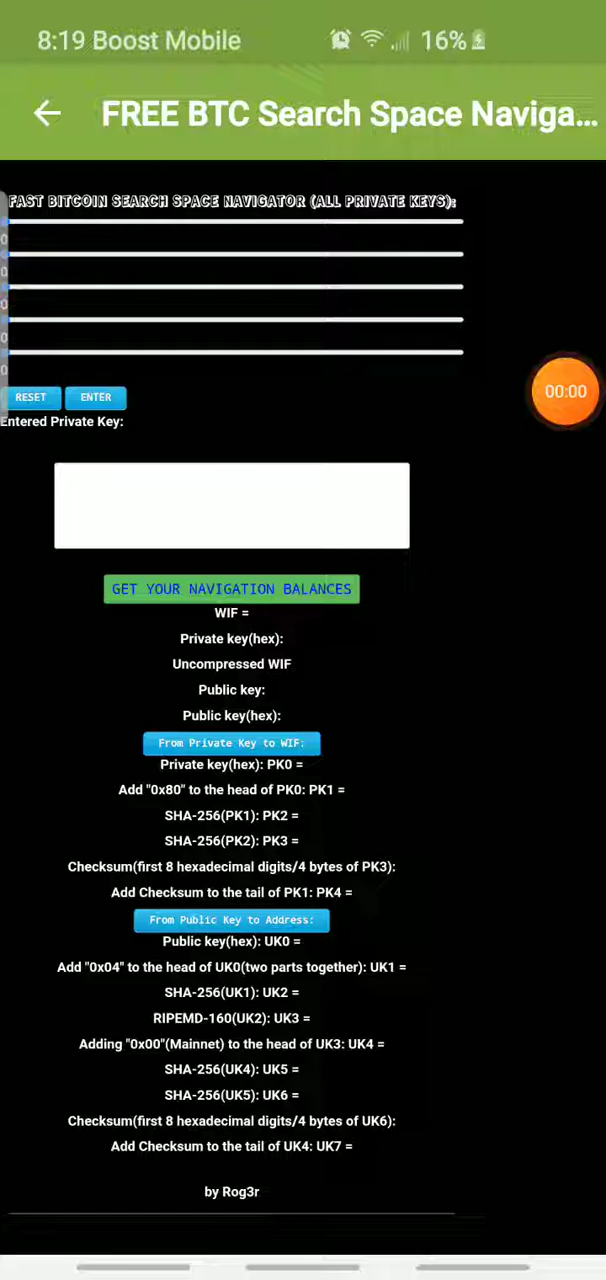 8:19 Boost Mobile 16%
FREE BTC Search Space Naviga...
FAST BITCOIN SEARCH SPACE NAVIGATOR (ALL PRIVATE KEYS):
0
0
0
0
0
RESET ENTER
00:00
Entered Private Key:
GET YOUR NAVIGATION BALANCES
WIF =
Private key(hex):
Uncompressed WIF
Public key:
Public key(hex):
From Private Key to WIF:
Private key(hex): PK0 =
Add "0x80" to the head of PK0: PK1 =
SHA-256(PK1): PK2 =
SHA-256(PK2): PK3 =
Checksum(first 8 hexadecimal digits/4 bytes of PK3):
Add Checksum to the tail of PK1: PK4 =
From Public Key to Address:
Public key(hex): UK0 =
Add "0x04" to the head of UK0(two parts together): UK1 =
SHA-256(UK1): UK2 =
RIPEMD-160(UK2): UK3 =
Adding "0x00"(Mainnet) to the head of UK3: UK4 =
SHA-256(UK4): UK5 =
SHA-256(UK5): UK6 =
Checksum(first 8 hexadecimal digits/4 bytes of UK6):
Add Checksum to the tail of UK4: UK7 =
by Rog3r